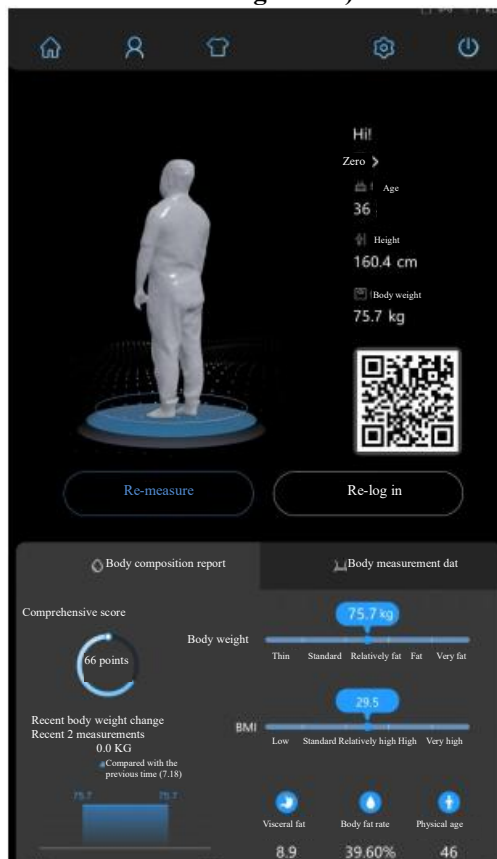 Hi!
Zero >
Age
36
Height
160.4 cm
Body weight
75.7 kg
Re-measure
Re-log in
Body composition report
Body measurement dat
Comprehensive score
66 points
Body weight
75.7 kg
Thin Standard Relatively fat Fat Very fat
Recent body weight change
Recent 2 measurements
0.0 KG
Compared with the
previous time (7.18)
75.7 75.7
BMI
29.5
Low Standard Relatively high High Very high
Visceral fat Body fat rate Physical age
8.9 39.60% 46